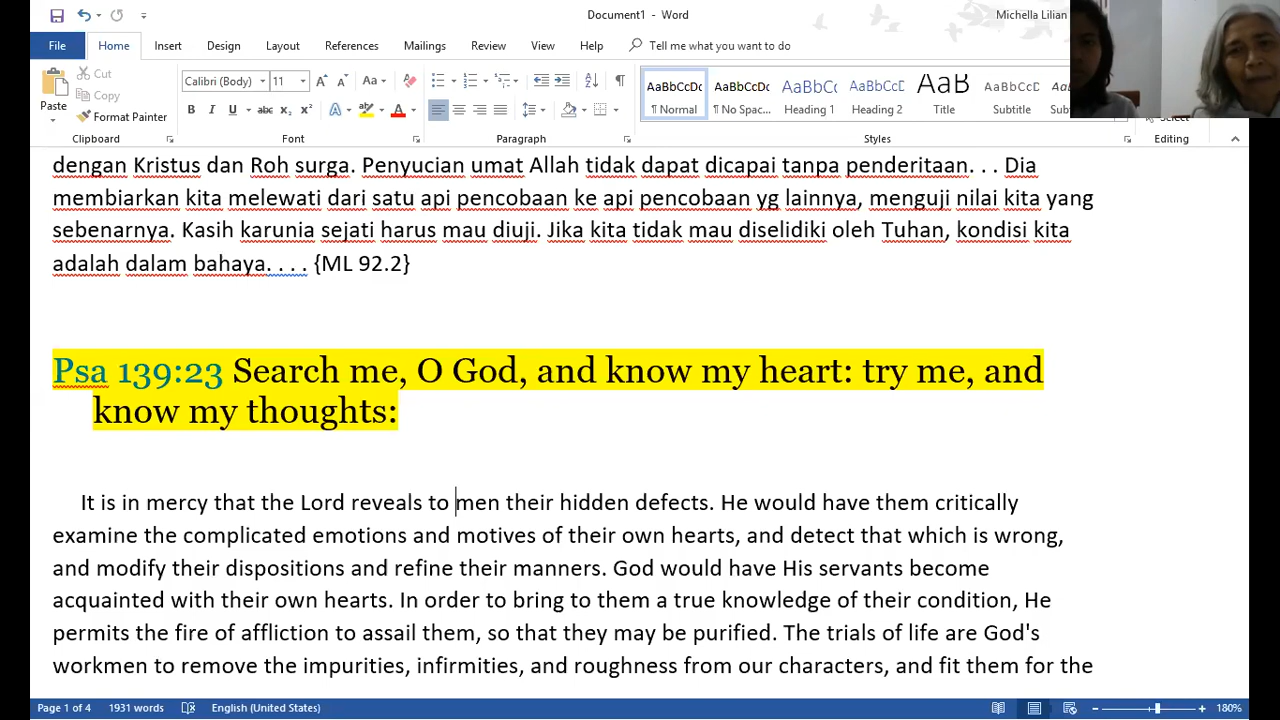 Document1 - Word
Michella Lilian
File Home Insert Design Layout References Mailings Review View Help Tell me what you want to do
Paste
Cut
Copy
Format Painter
Clipboard
Calibri (Body) 11
Font
Paragraph
AaBbCcDc AaBbCcDc AaBbCc AaBbCcD AaB AaBbCcD
¶ Normal ¶ No Spac... Heading 1 Heading 2 Title Subtitle
Styles
Select
Editing
dengan Kristus dan Roh surga. Penyucian umat Allah tidak dapat dicapai tanpa penderitaan. . . Dia
membiarkan kita melewati dari satu api pencobaan ke api pencobaan yg lainnya, menguji nilai kita yang
sebenarnya. Kasih karunia sejati harus mau diuji. Jika kita tidak mau diselidiki oleh Tuhan, kondisi kita
adalah dalam bahaya. . . . {ML 92.2}
Psa 139:23 Search me, O God, and know my heart: try me, and
know my thoughts:
It is in mercy that the Lord reveals to men their hidden defects. He would have them critically
examine the complicated emotions and motives of their own hearts, and detect that which is wrong,
and modify their dispositions and refine their manners. God would have His servants become
acquainted with their own hearts. In order to bring to them a true knowledge of their condition, He
permits the fire of affliction to assail them, so that they may be purified. The trials of life are God's
workmen to remove the impurities, infirmities, and roughness from our characters, and fit them for the
Page 1 of 4 1931 words English (United States) 180%